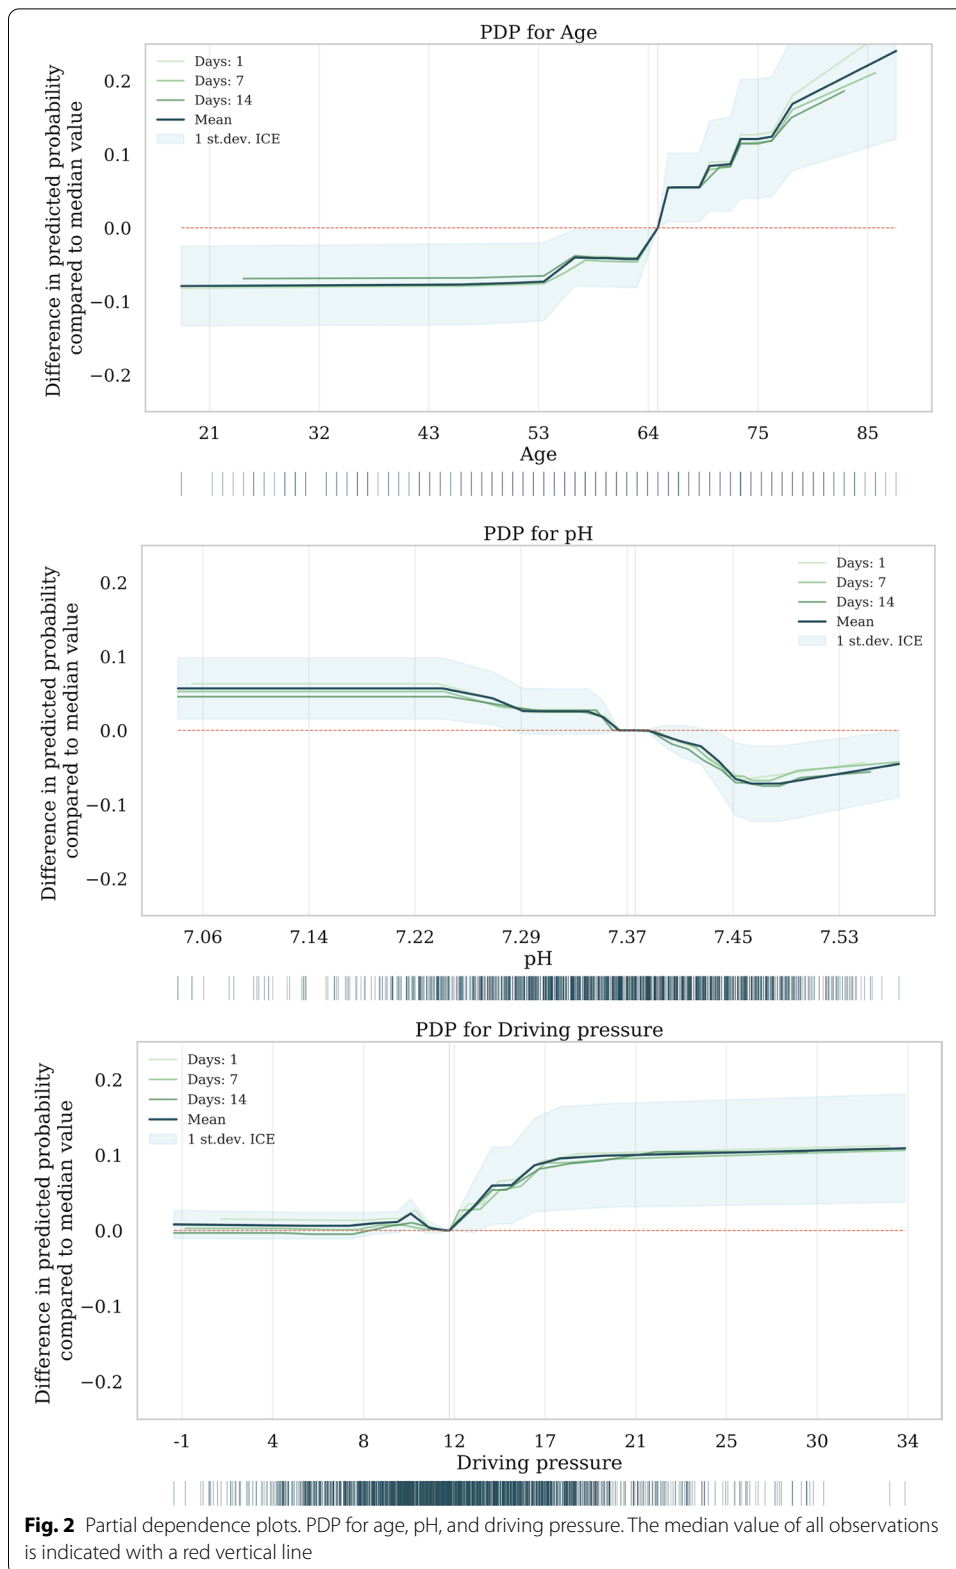 PDP for Age
Difference in predicted probability
compared to median value
0.2
0.1
0.0
−0.1
−0.2
Days: 1
Days: 7
Days: 14
Mean
1 st.dev. ICE
21 32 43 53 64 75 85
Age
PDP for pH
Difference in predicted probability
compared to median value
0.2
0.1
0.0
−0.1
−0.2
Days: 1
Days: 7
Days: 14
Mean
1 st.dev. ICE
7.06 7.14 7.22 7.29 7.37 7.45 7.53
pH
PDP for Driving pressure
Difference in predicted probability
compared to median value
0.2
0.1
0.0
−0.1
−0.2
Days: 1
Days: 7
Days: 14
Mean
1 st.dev. ICE
-1 4 8 12 17 21 25 30 34
Driving pressure
Fig. 2 Partial dependence plots. PDP for age, pH, and driving pressure. The median value of all observations
is indicated with a red vertical line